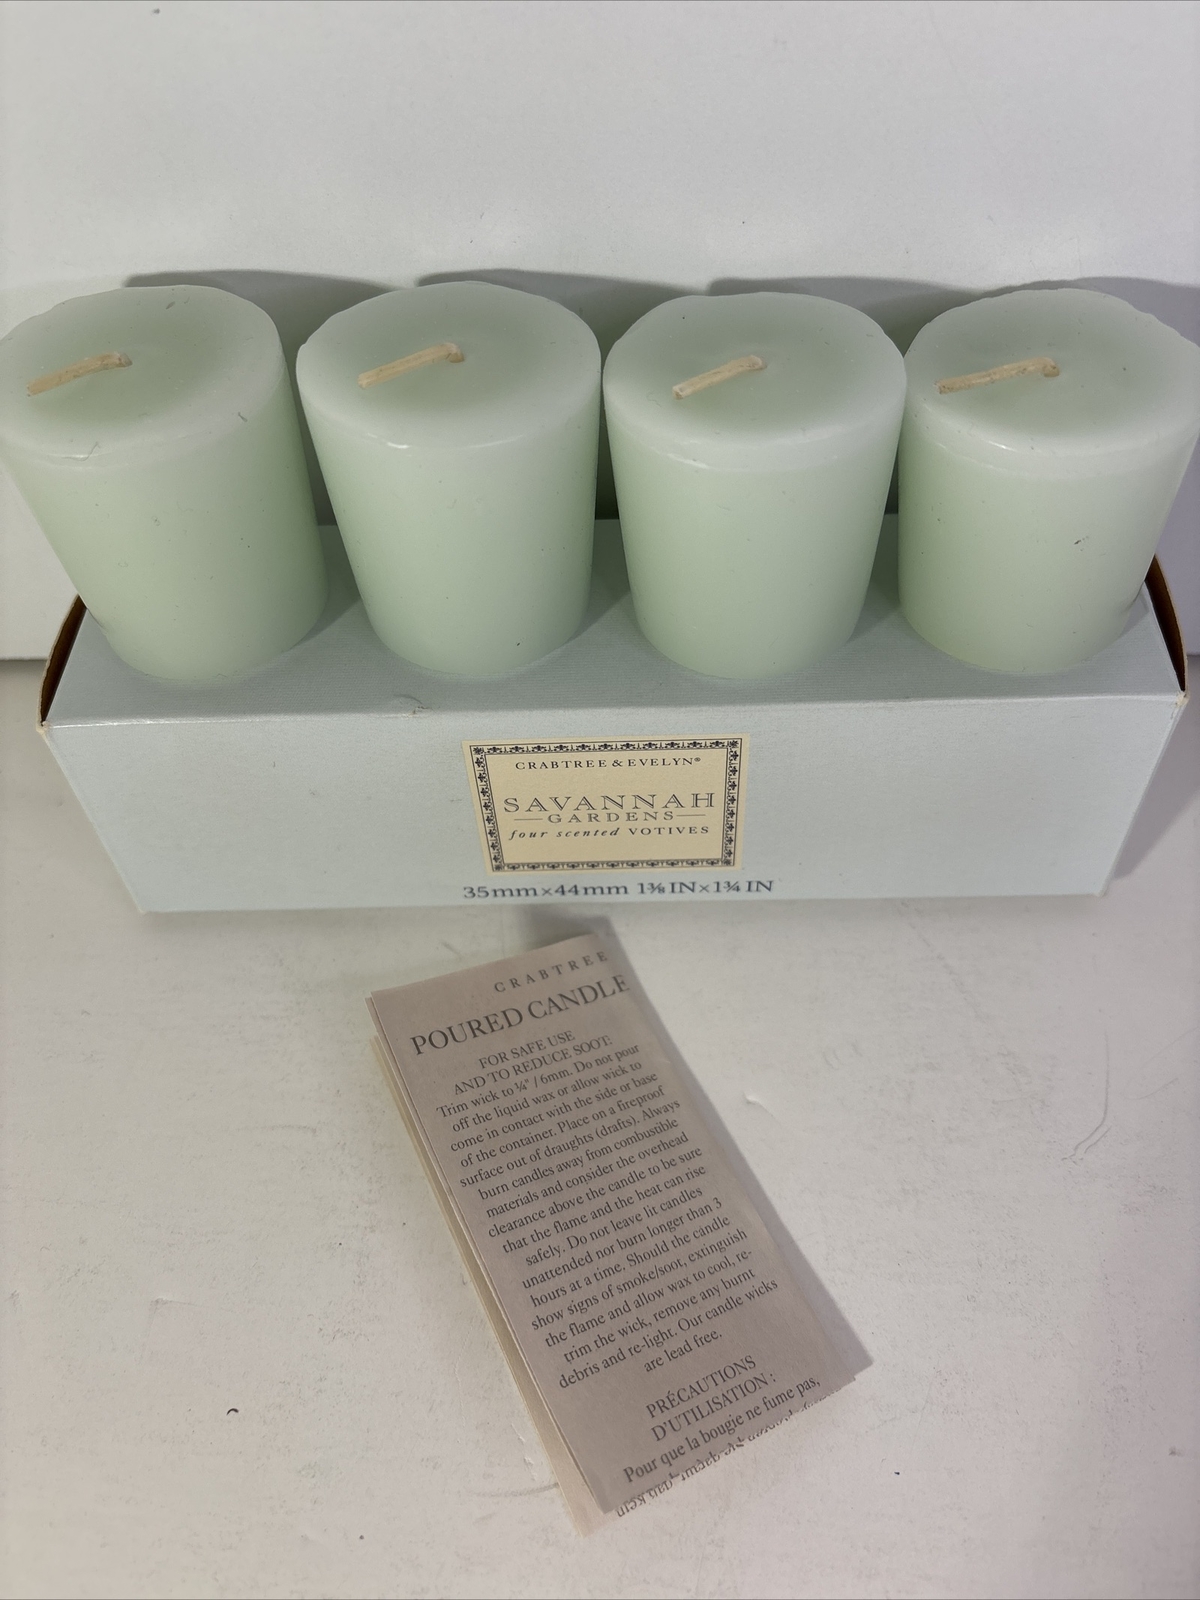 CRABTREE & EVELYN®
SAVANNAH
GARDENS
four scented VOTIVES
35mm×44mm 1⅜IN×1¾IN
CRABTREE
POURED CANDLE
FOR SAFE USE
AND TO REDUCE SOOT:
Trim wick to ¼" / 6mm. Do not pour
off the liquid wax or allow wick to
come in contact with the side or base
of the container. Place on a fireproof
surface out of draughts (drafts). Always
burn candles away from combustible
materials and consider the overhead
clearance above the candle to be sure
that the flame and the heat can rise
safely. Do not leave lit candles
unattended nor burn longer than 3
hours at a time. Should the candle
show signs of smoke/soot, extinguish
the flame and allow wax to cool, re-
trim the wick, remove any burnt
debris and re-light. Our candle wicks
are lead free.
PRÉCAUTIONS
D'UTILISATION :
Pour que la bougie ne fume pas,